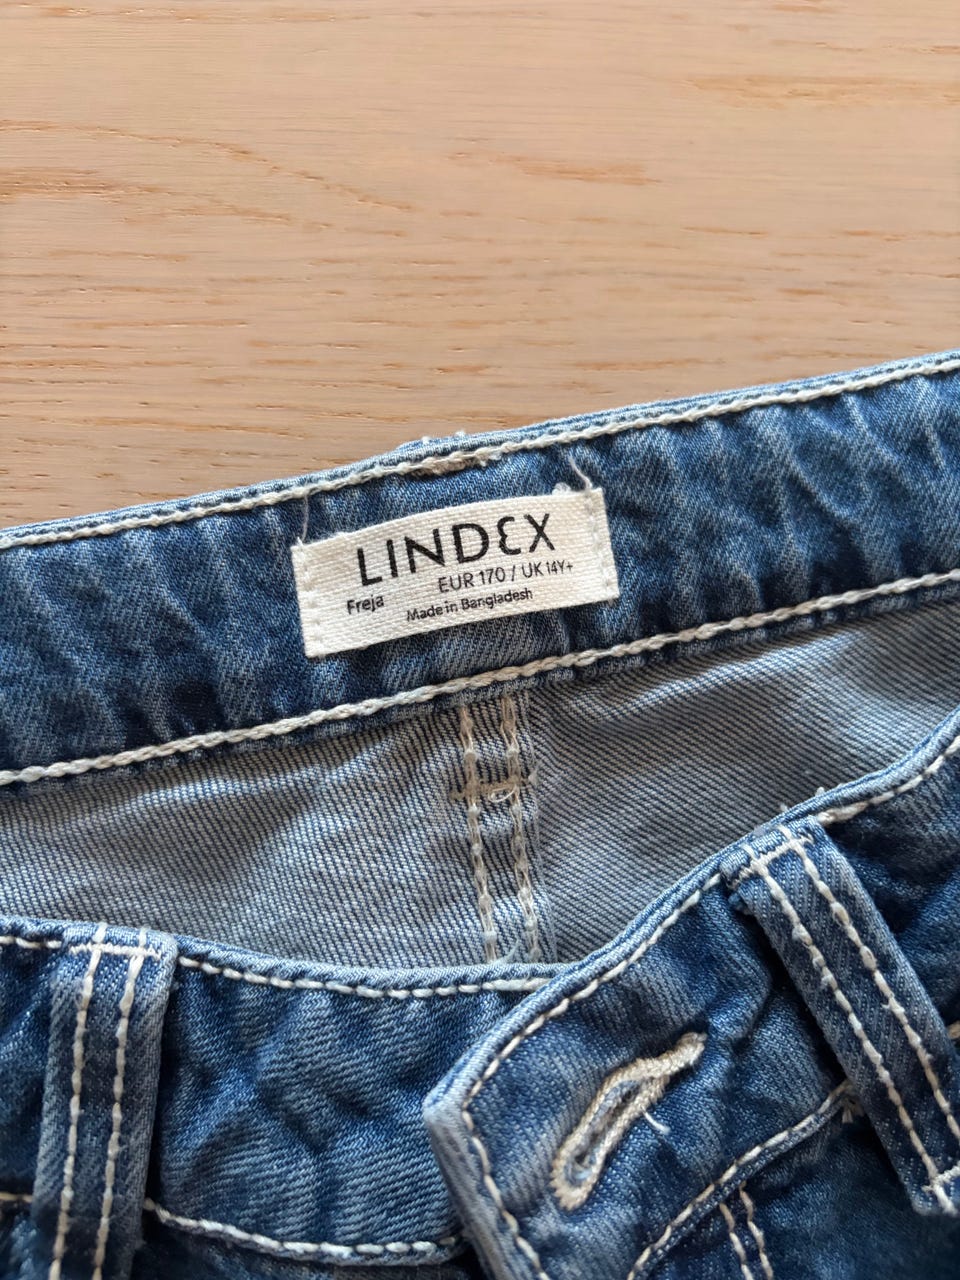 LINDEX
EUR 170 / UK 14Y+
Freja
Made in Bangladesh